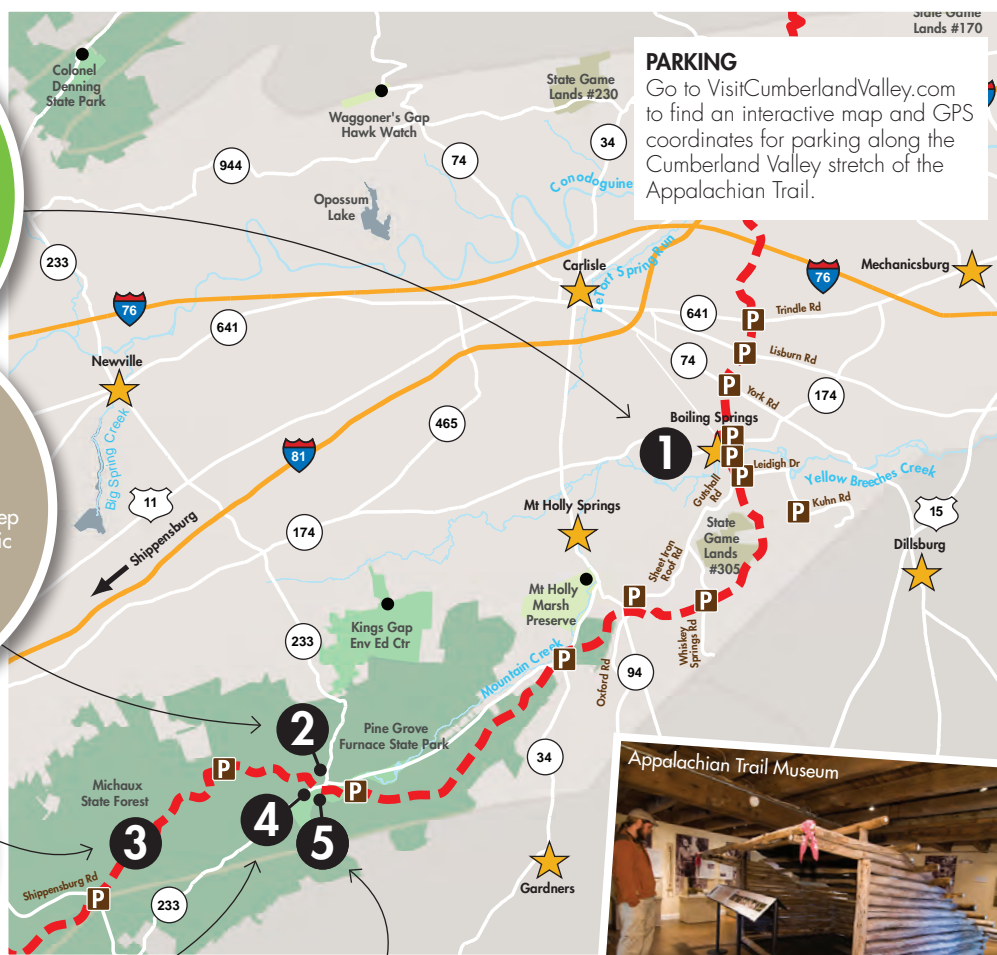 State Game
Lands #170
PARKING
Go to VisitCumberlandValley.com
to find an interactive map and GPS
coordinates for parking along the
Cumberland Valley stretch of the
Appalachian Trail.
Colonel
Denning
State Park
Waggoner's Gap
Hawk Watch
State Game
Lands #230
34
74
944
Conodoguine
Opossum
Lake
233
76
641
Carlisle
LeTort Spring Run
76
Mechanicsburg
641
P
Trindle Rd
P
Lisburn Rd
74
P
York Rd
174
Newville
Big Spring Creek
465
Boiling Springs
1
P
P
P
Leidigh Dr
Gutshall
Rd
Yellow Breeches Creek
P
Kuhn Rd
81
11
15
Shippensburg
174
Mt Holly Springs
State
Game
Lands
#305
Dillsburg
ep
ic
Sheet Iron
Roof Rd
Mt Holly
Marsh
Preserve
P
P
Whiskey
Springs Rd
Kings Gap
Env Ed Ctr
233
Mountain Creek
P
Oxford Rd
94
2
Pine Grove
Furnace State Park
34
P
Michaux
State Forest
P
3
4
5
Shippensburg Rd
P
233
Gardners
Appalachian Trail Museum